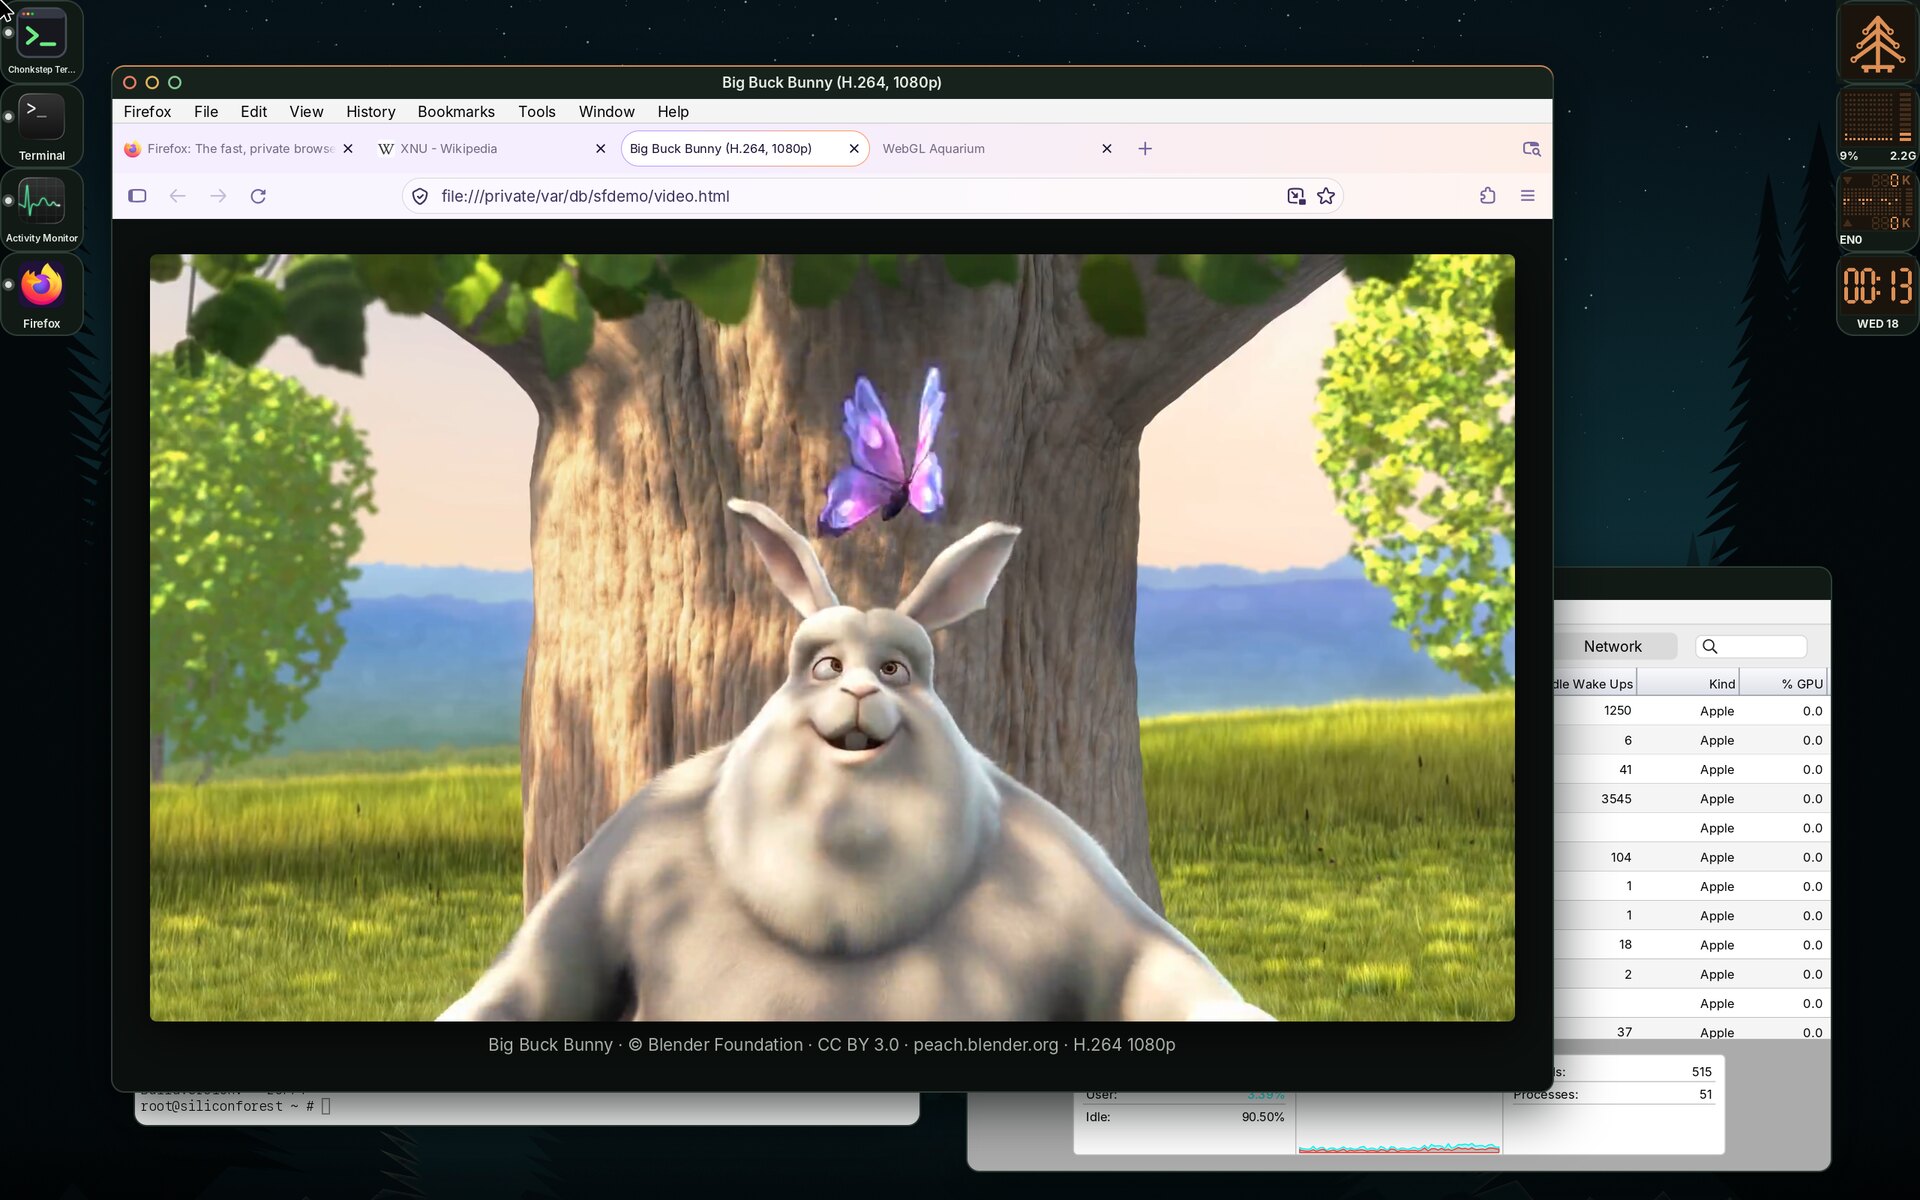 Chonkstep Ter...
Terminal
Activity Monitor
Firefox
Big Buck Bunny (H.264, 1080p)
Firefox File Edit View History Bookmarks Tools Window Help
Firefox: The fast, private browse
XNU - Wikipedia
Big Buck Bunny (H.264, 1080p)
WebGL Aquarium
file:///private/var/db/sfdemo/video.html
Big Buck Bunny · © Blender Foundation · CC BY 3.0 · peach.blender.org · H.264 1080p
root@siliconforest ~ #
9% 2.2G
0 K
0 K
EN0
00:13
WED 18
Network
dle Wake Ups Kind % GPU
1250 Apple 0.0
6 Apple 0.0
41 Apple 0.0
3545 Apple 0.0
Apple 0.0
104 Apple 0.0
1 Apple 0.0
1 Apple 0.0
18 Apple 0.0
2 Apple 0.0
Apple 0.0
37 Apple 0.0
ls: 515
User: 3.39% Processes: 51
Idle: 90.50%